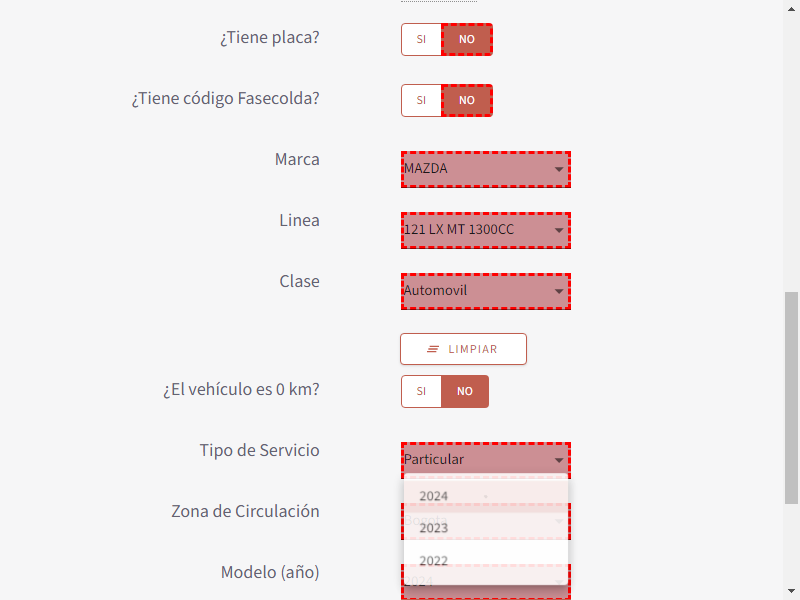 ¿Tiene placa? SI NO
¿Tiene código Fasecolda? SI NO
Marca MAZDA
Linea 121 LX MT 1300CC
Clase Automovil
LIMPIAR
¿El vehículo es 0 km? SI NO
Tipo de Servicio Particular
2024
Zona de Circulación Bogota
2023
2022
Modelo (año) 2024